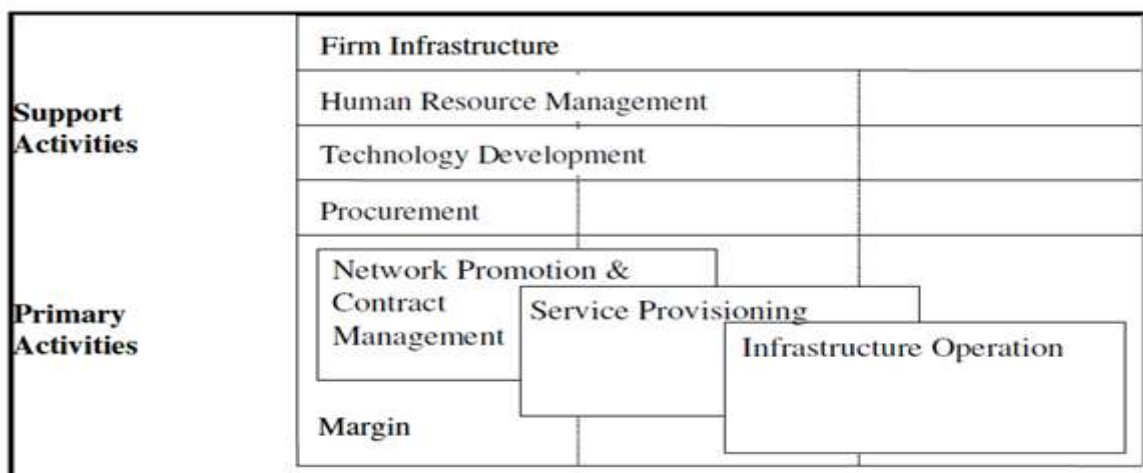 Support
Activities
Firm Infrastructure
Human Resource Management
Technology Development
Procurement
Primary
Activities
Network Promotion &
Contract
Management
Service Provisioning
Infrastructure Operation
Margin